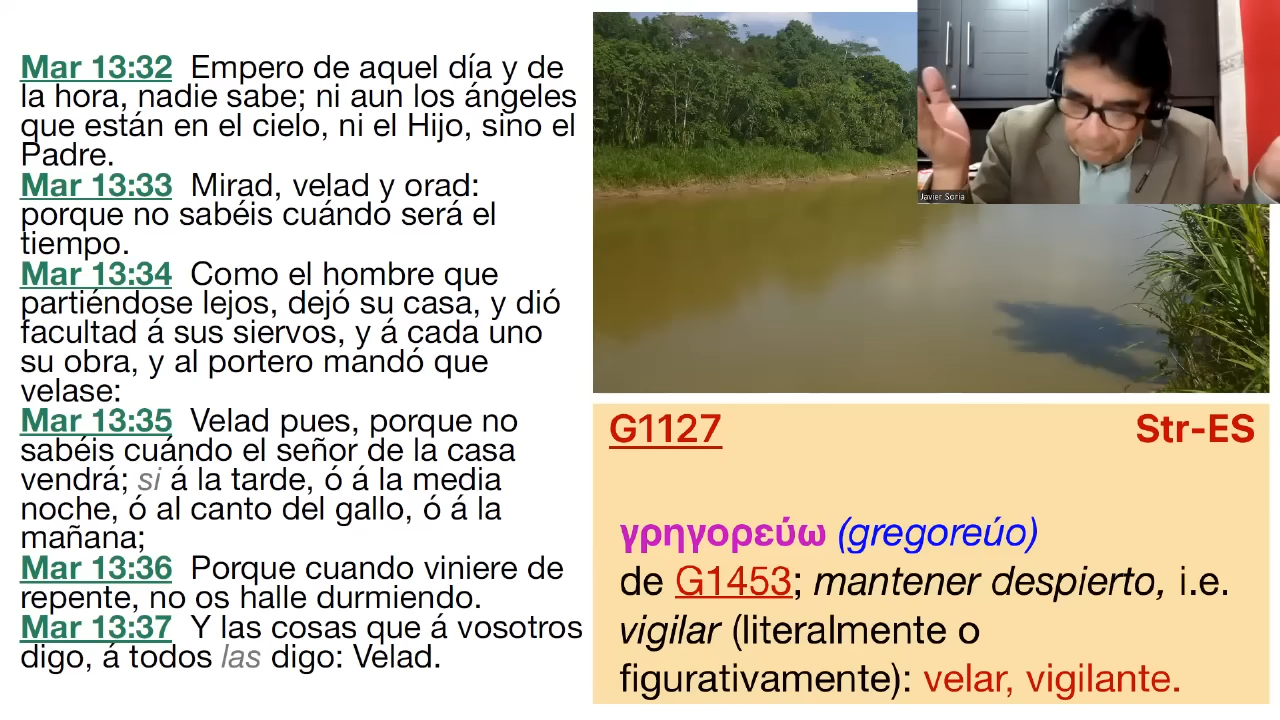 Mar 13:32 Empero de aquel día y de
la hora, nadie sabe; ni aun los ángeles
que están en el cielo, ni el Hijo, sino el
Padre.
Mar 13:33 Mirad, velad y orad:
porque no sabéis cuándo será el
tiempo.
Mar 13:34 Como el hombre que
partiéndose lejos, dejó su casa, y dió
facultad á sus siervos, y á cada uno
su obra, y al portero mandó que
velase:
Mar 13:35 Velad pues, porque no
sabéis cuándo el señor de la casa
vendrá; si á la tarde, ó á la media
noche, ó al canto del gallo, ó á la
mañana;
Mar 13:36 Porque cuando viniere de
repente, no os halle durmiendo.
Mar 13:37 Y las cosas que á vosotros
digo, á todos las digo: Velad.
Javier Soria
G1127 Str-ES
γρηγορεύω (gregoreúo)
de G1453; mantener despierto, i.e.
vigilar (literalmente o
figurativamente): velar, vigilante.